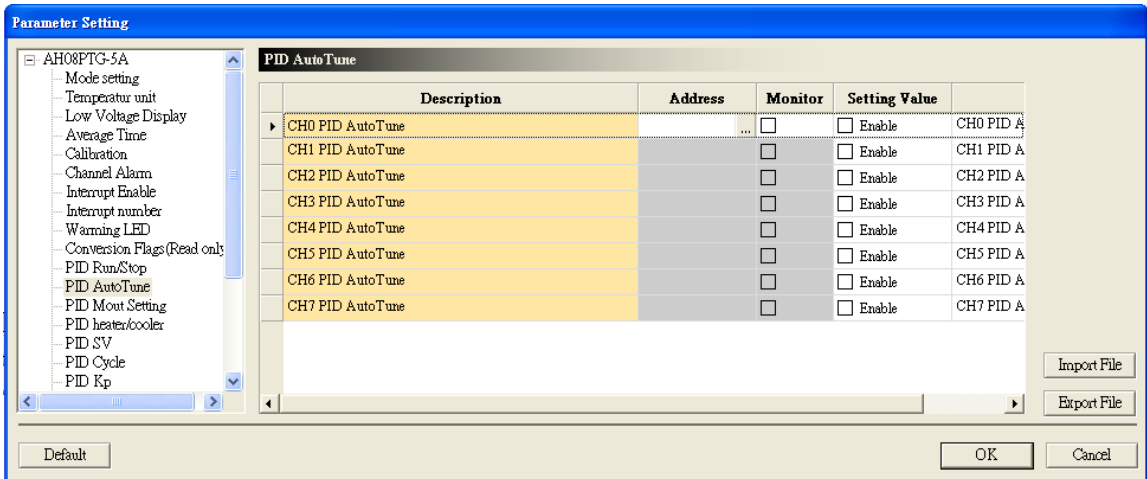 Parameter Setting
AH08PTG-5A
Mode setting
Temperatur unit
Low Voltage Display
Average Time
Calibration
Channel Alarm
Interrupt Enable
Interrupt number
Warming LED
Conversion Flags(Read only
PID Run/Stop
PID AutoTune
PID Mout Setting
PID heater/cooler
PID SV
PID Cycle
PID Kp
PID AutoTune
Description Address Monitor Setting Value
CH0 PID AutoTune ... Enable CH0 PID A
CH1 PID AutoTune Enable CH1 PID A
CH2 PID AutoTune Enable CH2 PID A
CH3 PID AutoTune Enable CH3 PID A
CH4 PID AutoTune Enable CH4 PID A
CH5 PID AutoTune Enable CH5 PID A
CH6 PID AutoTune Enable CH6 PID A
CH7 PID AutoTune Enable CH7 PID A
Import File
Export File
Default OK Cancel